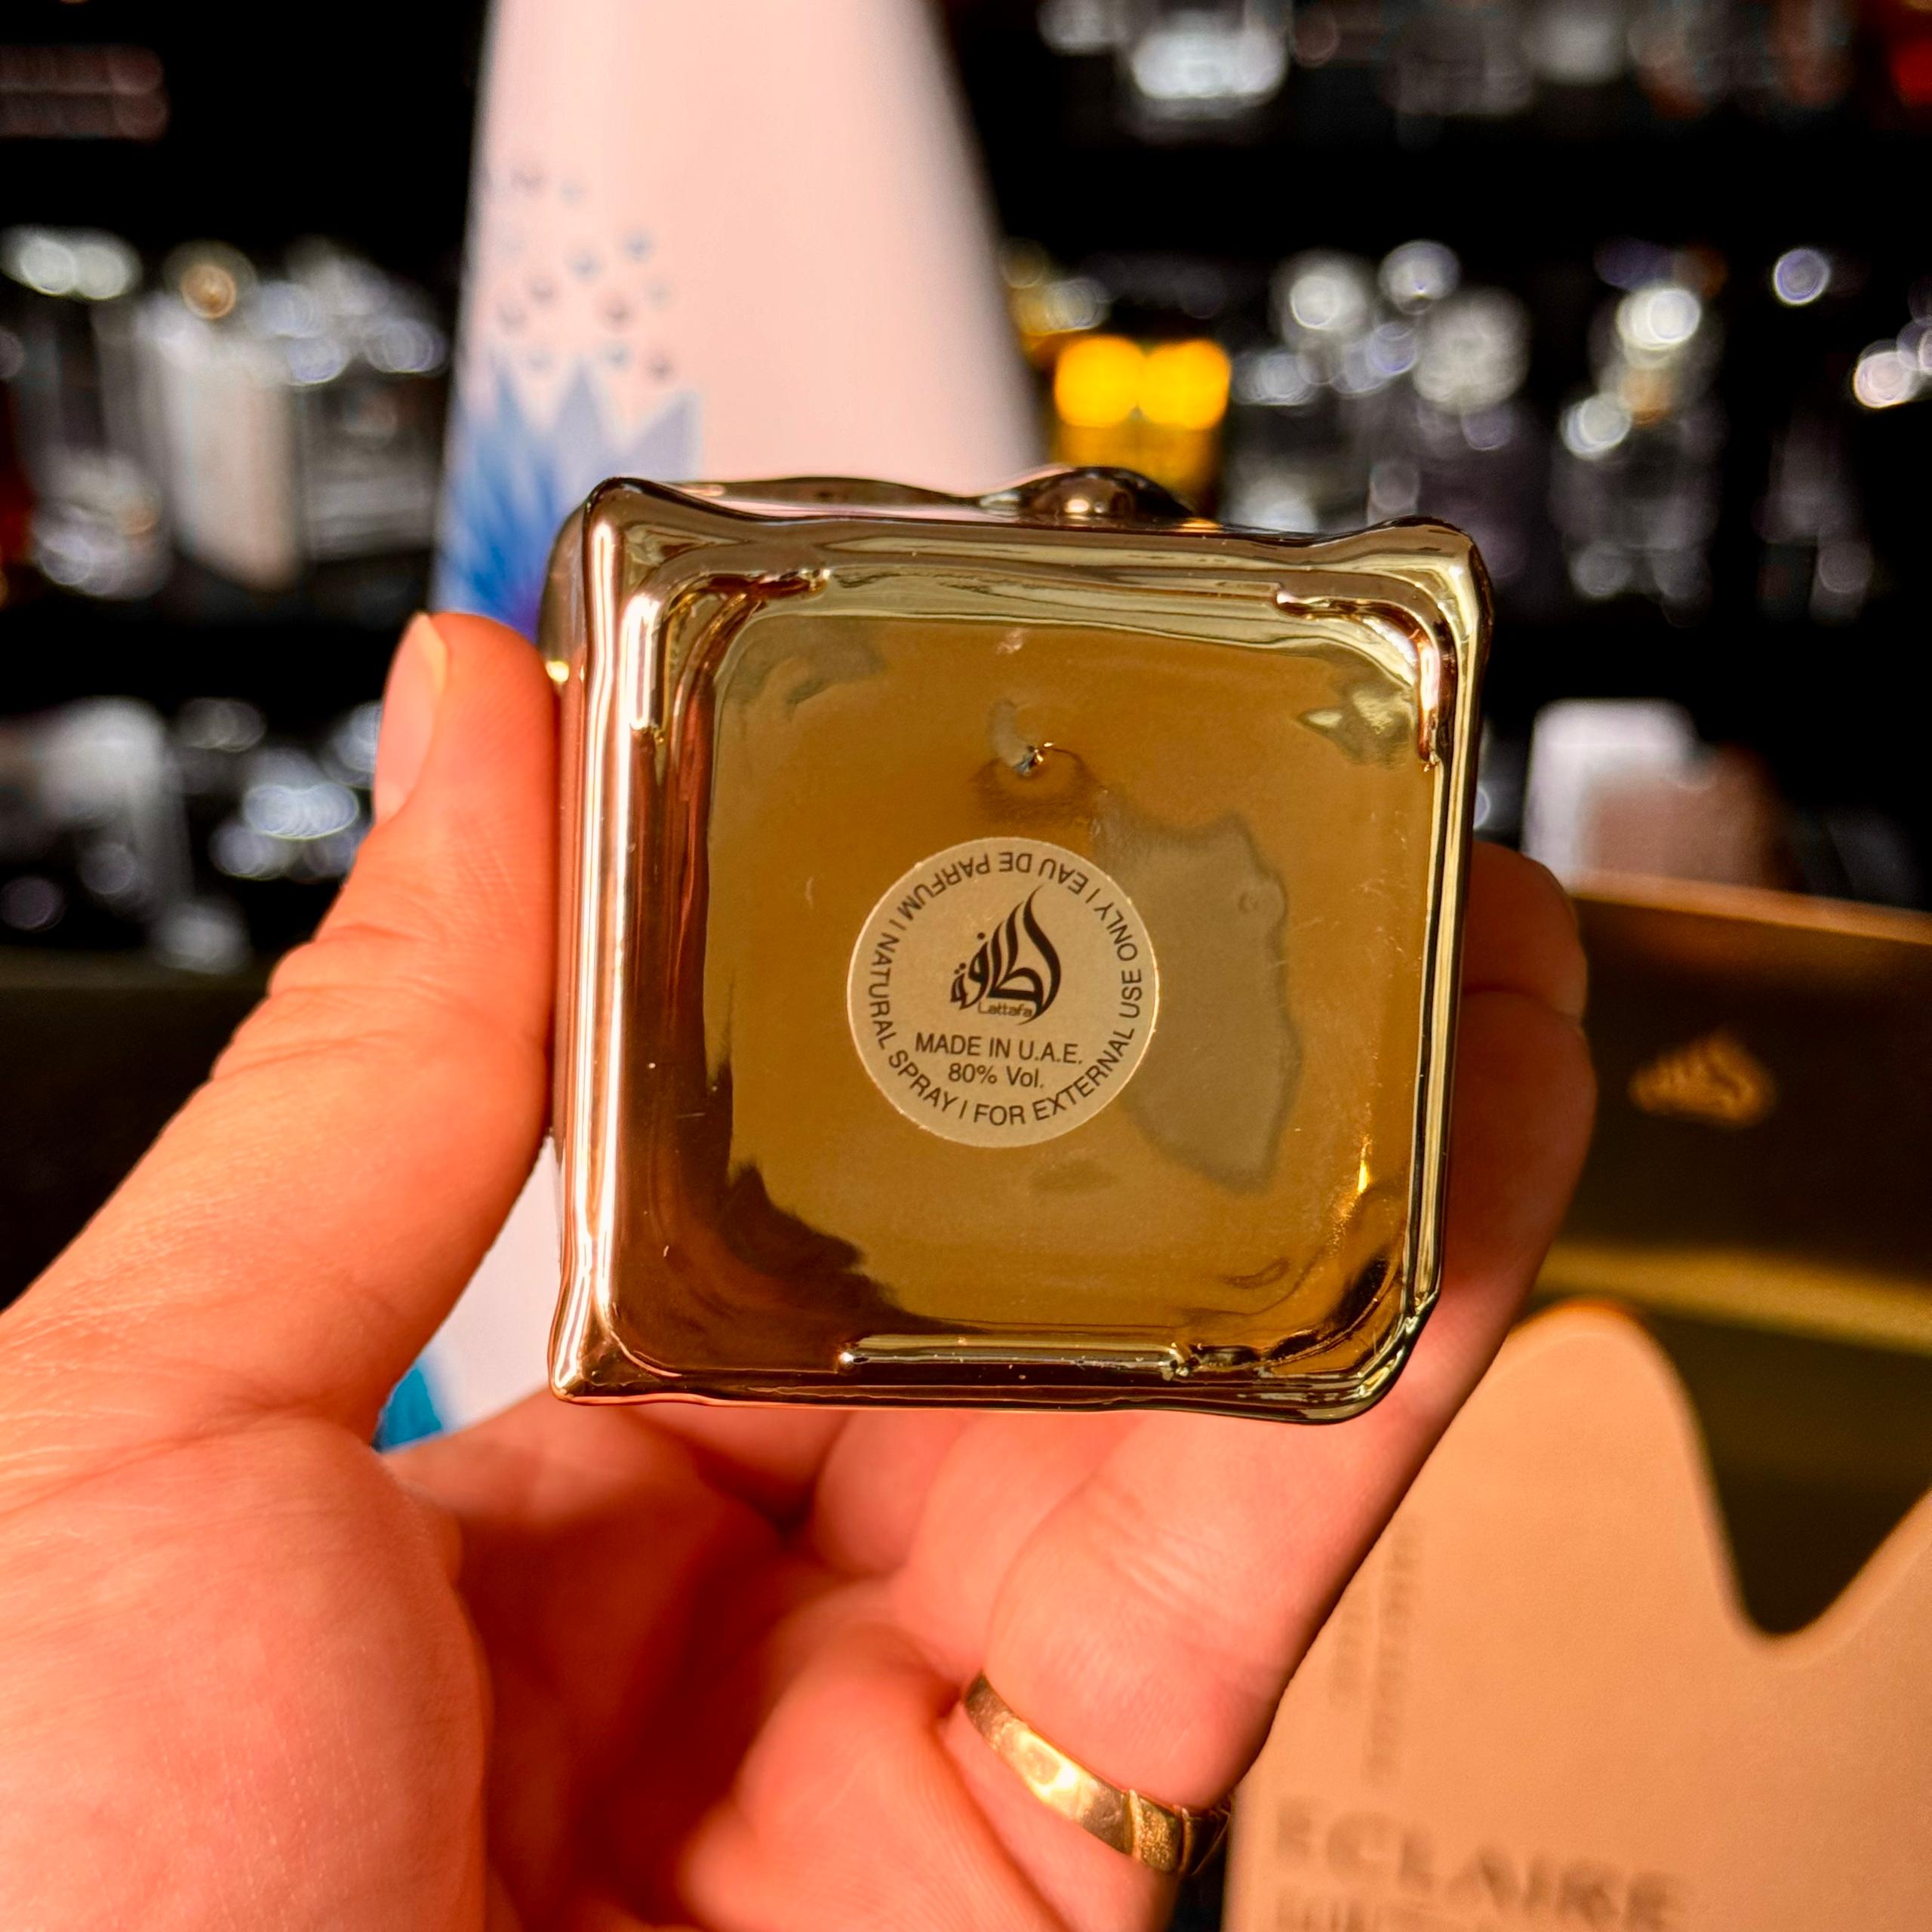 EAU DE PARFUM | NATURAL SPRAY | FOR EXTERNAL USE ONLY |
لطافة
Lattafa
MADE IN U.A.E.
80% Vol.
ECLAIRE